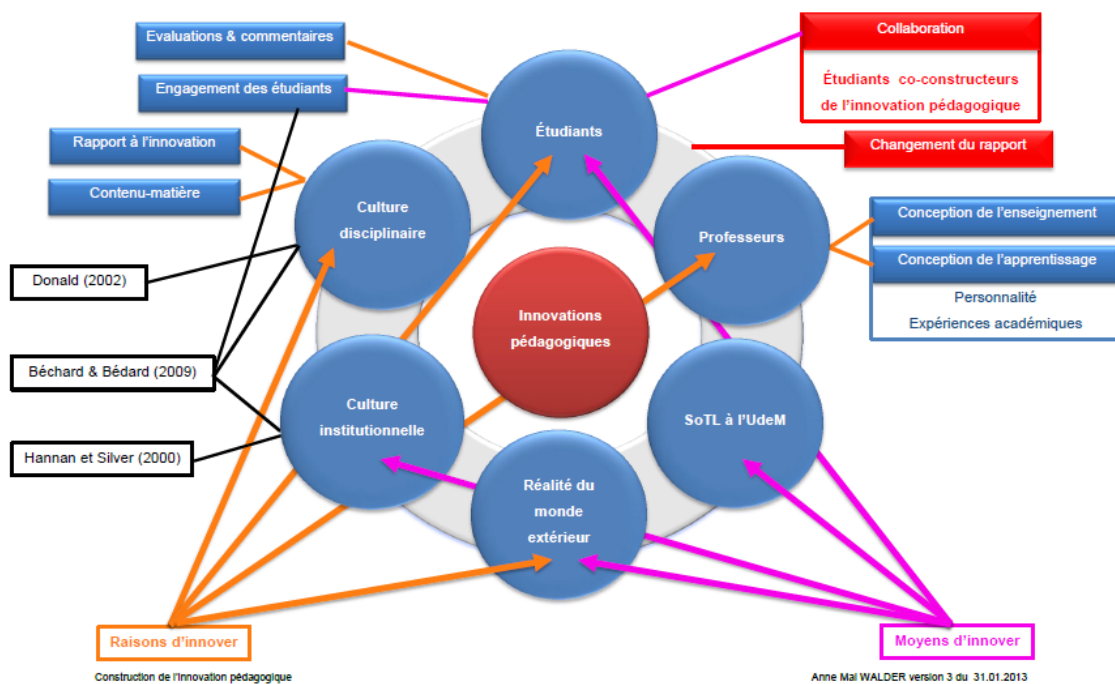 Evaluations & commentaires
Engagement des étudiants
Rapport à l'innovation
Contenu-matière
Donald (2002)
Béchard & Bédard (2009)
Hannan et Silver (2000)
Étudiants
Culture
disciplinaire
Professeurs
Innovations
pédagogiques
Culture
institutionnelle
SoTL à l'UdeM
Réalité du
monde
extérieur
Collaboration
Étudiants co-constructeurs
de l'innovation pédagogique
Changement du rapport
Conception de l'enseignement
Conception de l'apprentissage
Personnalité
Expériences académiques
Raisons d'innover
Moyens d'innover
Construction de l'innovation pédagogique
Anne Mai WALDER version 3 du 31.01.2013